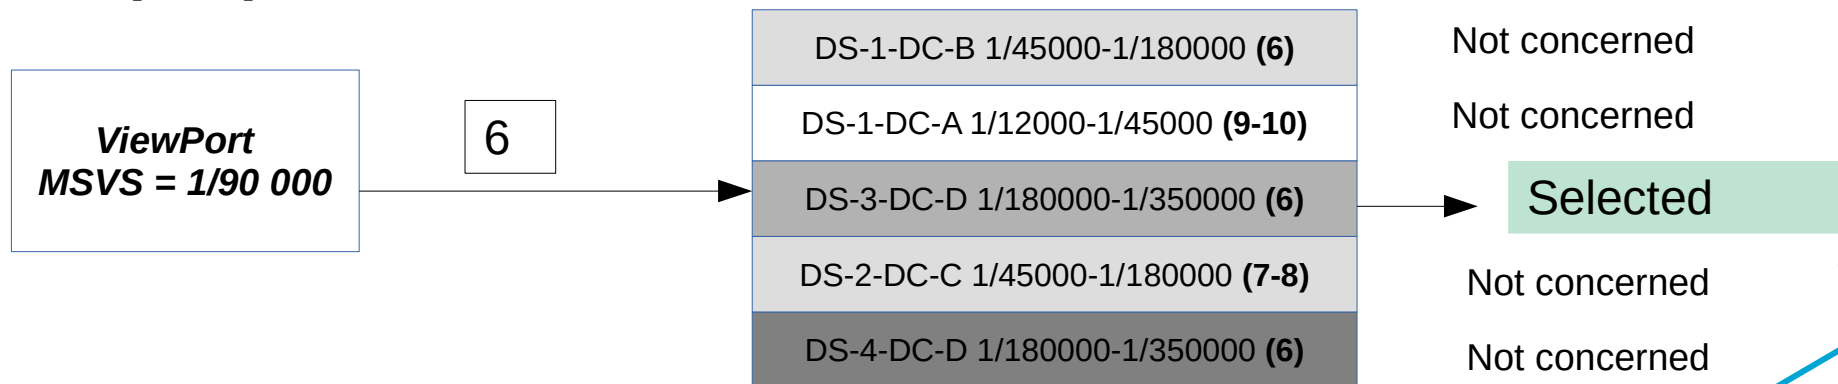 ViewPort
MSVS = 1/90 000
6
DS-1-DC-B 1/45000-1/180000 (6)
Not concerned
DS-1-DC-A 1/12000-1/45000 (9-10)
Not concerned
DS-3-DC-D 1/180000-1/350000 (6)
Selected
DS-2-DC-C 1/45000-1/180000 (7-8)
Not concerned
DS-4-DC-D 1/180000-1/350000 (6)
Not concerned